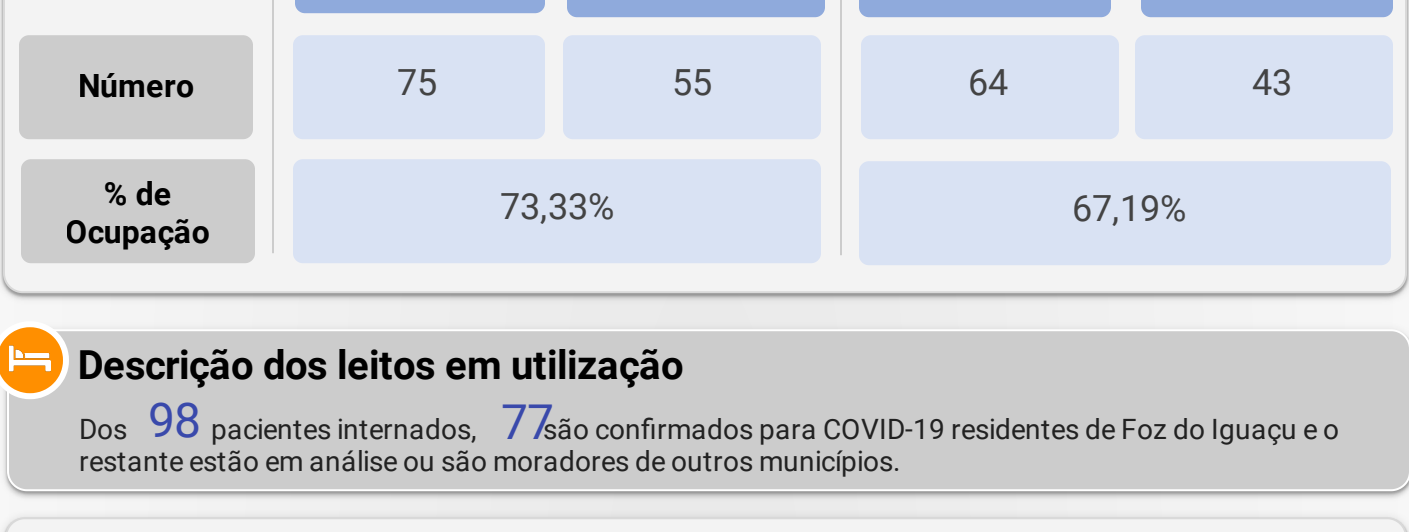 Número 75 55 64 43
% de
Ocupação 73,33% 67,19%
Descrição dos leitos em utilização
Dos 98 pacientes internados, 77são confirmados para COVID-19 residentes de Foz do Iguaçu e o
restante estão em análise ou são moradores de outros municípios.